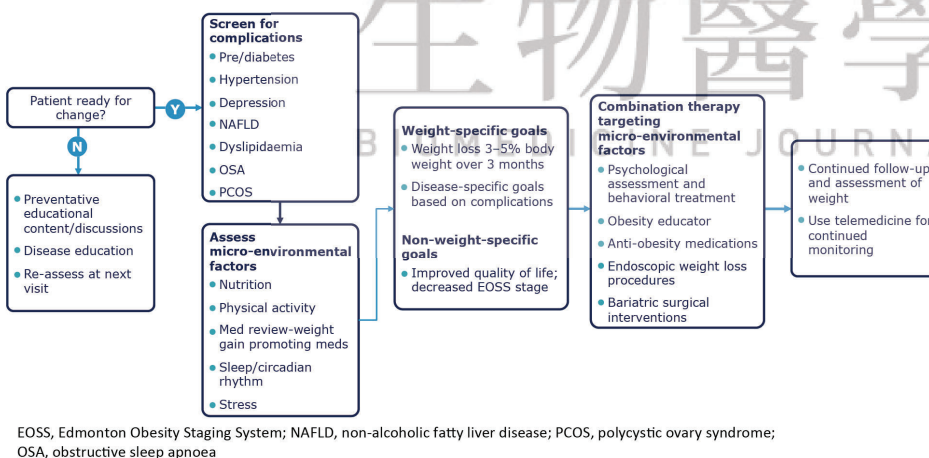 生物醫學
BIOMEDICINE JOURNA
Patient ready for
change?
Y
N
Preventative
educational
content/discussions
Disease education
Re-assess at next
visit
Screen for
complications
Pre/diabetes
Hypertension
Depression
NAFLD
Dyslipidaemia
OSA
PCOS
Assess
micro-environmental
factors
Nutrition
Physical activity
Med review-weight
gain promoting meds
Sleep/circadian
rhythm
Stress
Weight-specific goals
Weight loss 3–5% body
weight over 3 months
Disease-specific goals
based on complications
Non-weight-specific
goals
Improved quality of life;
decreased EOSS stage
Combination therapy
targeting
micro-environmental
factors
Psychological
assessment and
behavioral treatment
Obesity educator
Anti-obesity medications
Endoscopic weight loss
procedures
Bariatric surgical
interventions
Continued follow-up
and assessment of
weight
Use telemedicine for
continued
monitoring
EOSS, Edmonton Obesity Staging System; NAFLD, non-alcoholic fatty liver disease; PCOS, polycystic ovary syndrome;
OSA, obstructive sleep apnoea